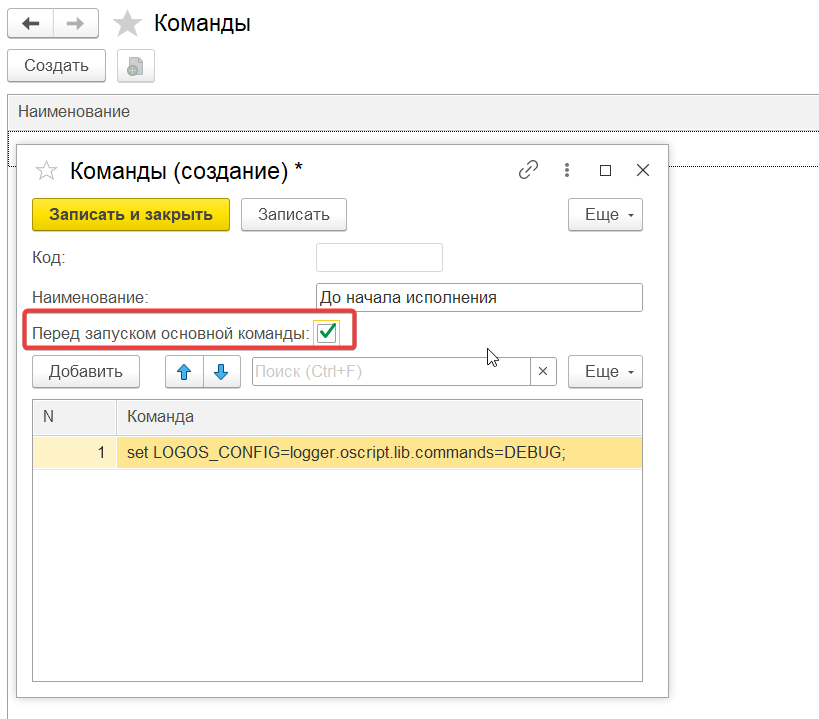 Команды
Создать
Наименование
Команды (создание) *
Записать и закрыть
Записать
Еще
Код:
Наименование:
До начала исполнения
Перед запуском основной команды:
Добавить
Поиск (Ctrl+F)
×
Еще
N
Команда
1
set LOGOS_CONFIG=logger.oscript.lib.commands=DEBUG;